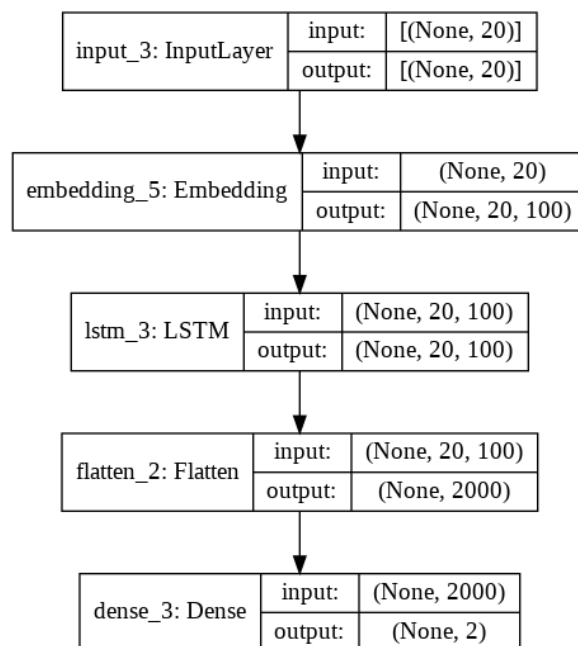 input_3: InputLayer
input: [(None, 20)]
output: [(None, 20)]
embedding_5: Embedding
input: (None, 20)
output: (None, 20, 100)
lstm_3: LSTM
input: (None, 20, 100)
output: (None, 20, 100)
flatten_2: Flatten
input: (None, 20, 100)
output: (None, 2000)
dense_3: Dense
input: (None, 2000)
output: (None, 2)